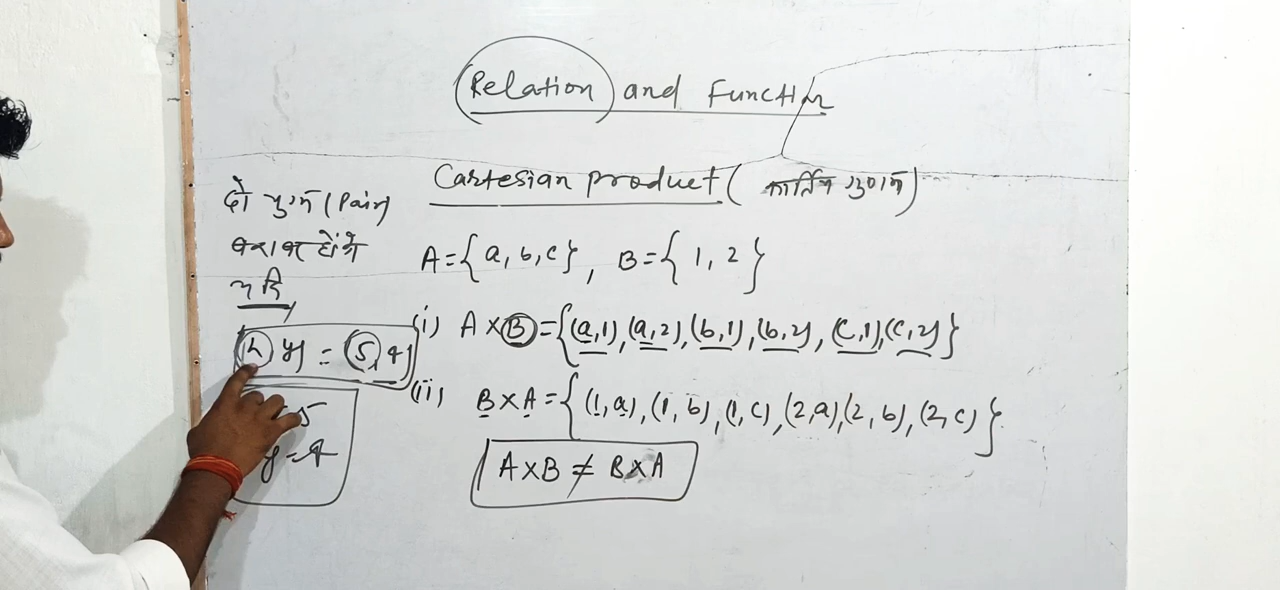 Relation and Function
Cartesian product (कार्तिय गुणन)
दो युग्म (Pair)
बराबर होंगे
यदि
A={a, b, c}, B={1, 2}
(i) A×B={(a,1),(a,2),(b,1),(b,2),(c,1),(c,2)}
y) = (5,4)
(ii) B×A={(1,a),(1,b),(1,c),(2,a),(2,b),(2,c)}
5
y=4
A×B ≠ B×A